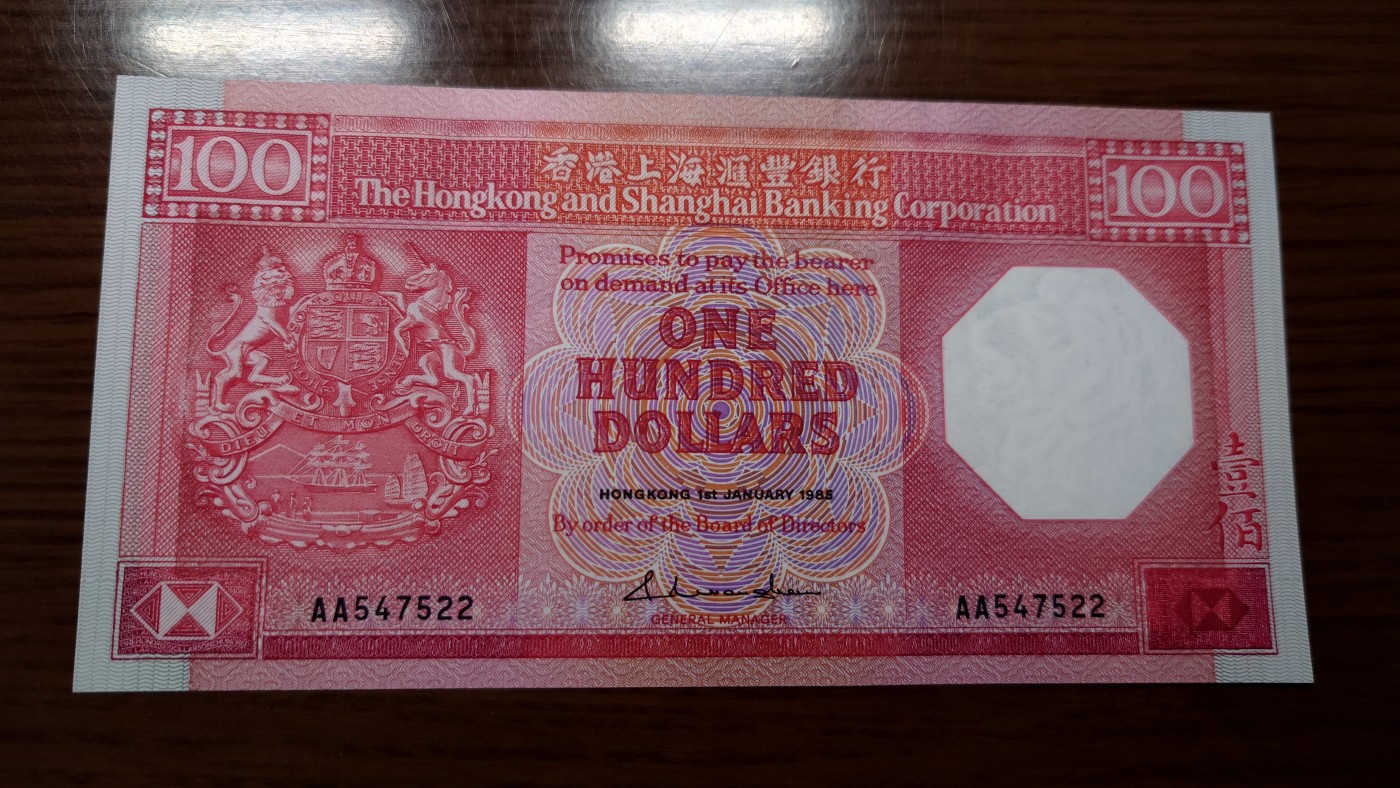 100
香港上海滙豐銀行
100
The Hongkong and Shanghai Banking Corporation
Promises to pay the bearer
on demand at its Office here
ONE
HUNDRED
DOLLARS
DIEU ET MON DROIT
HONGKONG 1st JANUARY 1985
By order of the Board of Directors
壹佰
AA547522
AA547522
GENERAL MANAGER